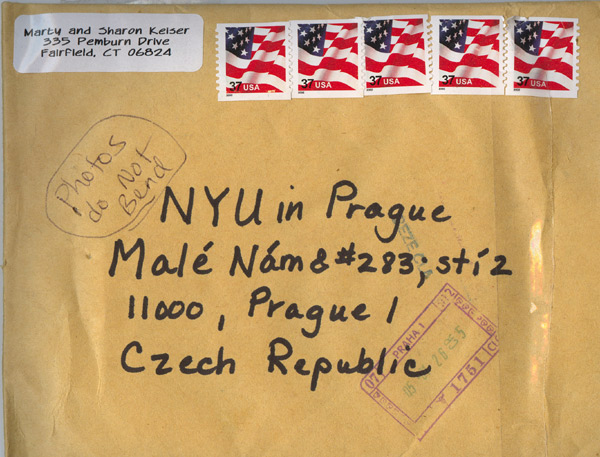 Marty and Sharon Keiser
335 Pemburn Drive
Fairfield, CT 06824
37 USA
37 USA
37 USA
37 USA
37 USA
Photos
do Not
Bend
NYU in Prague
Malé Nám&#283;stí 2
11000, Prague 1
Czech Republic
PRAHA 1
1761